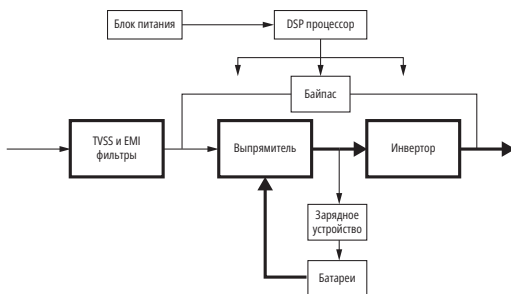 Блок питания
DSP процессор
Байпас
TVSS и EMI
фильтры
Выпрямитель
Инвертор
Зарядное
устройство
Батареи